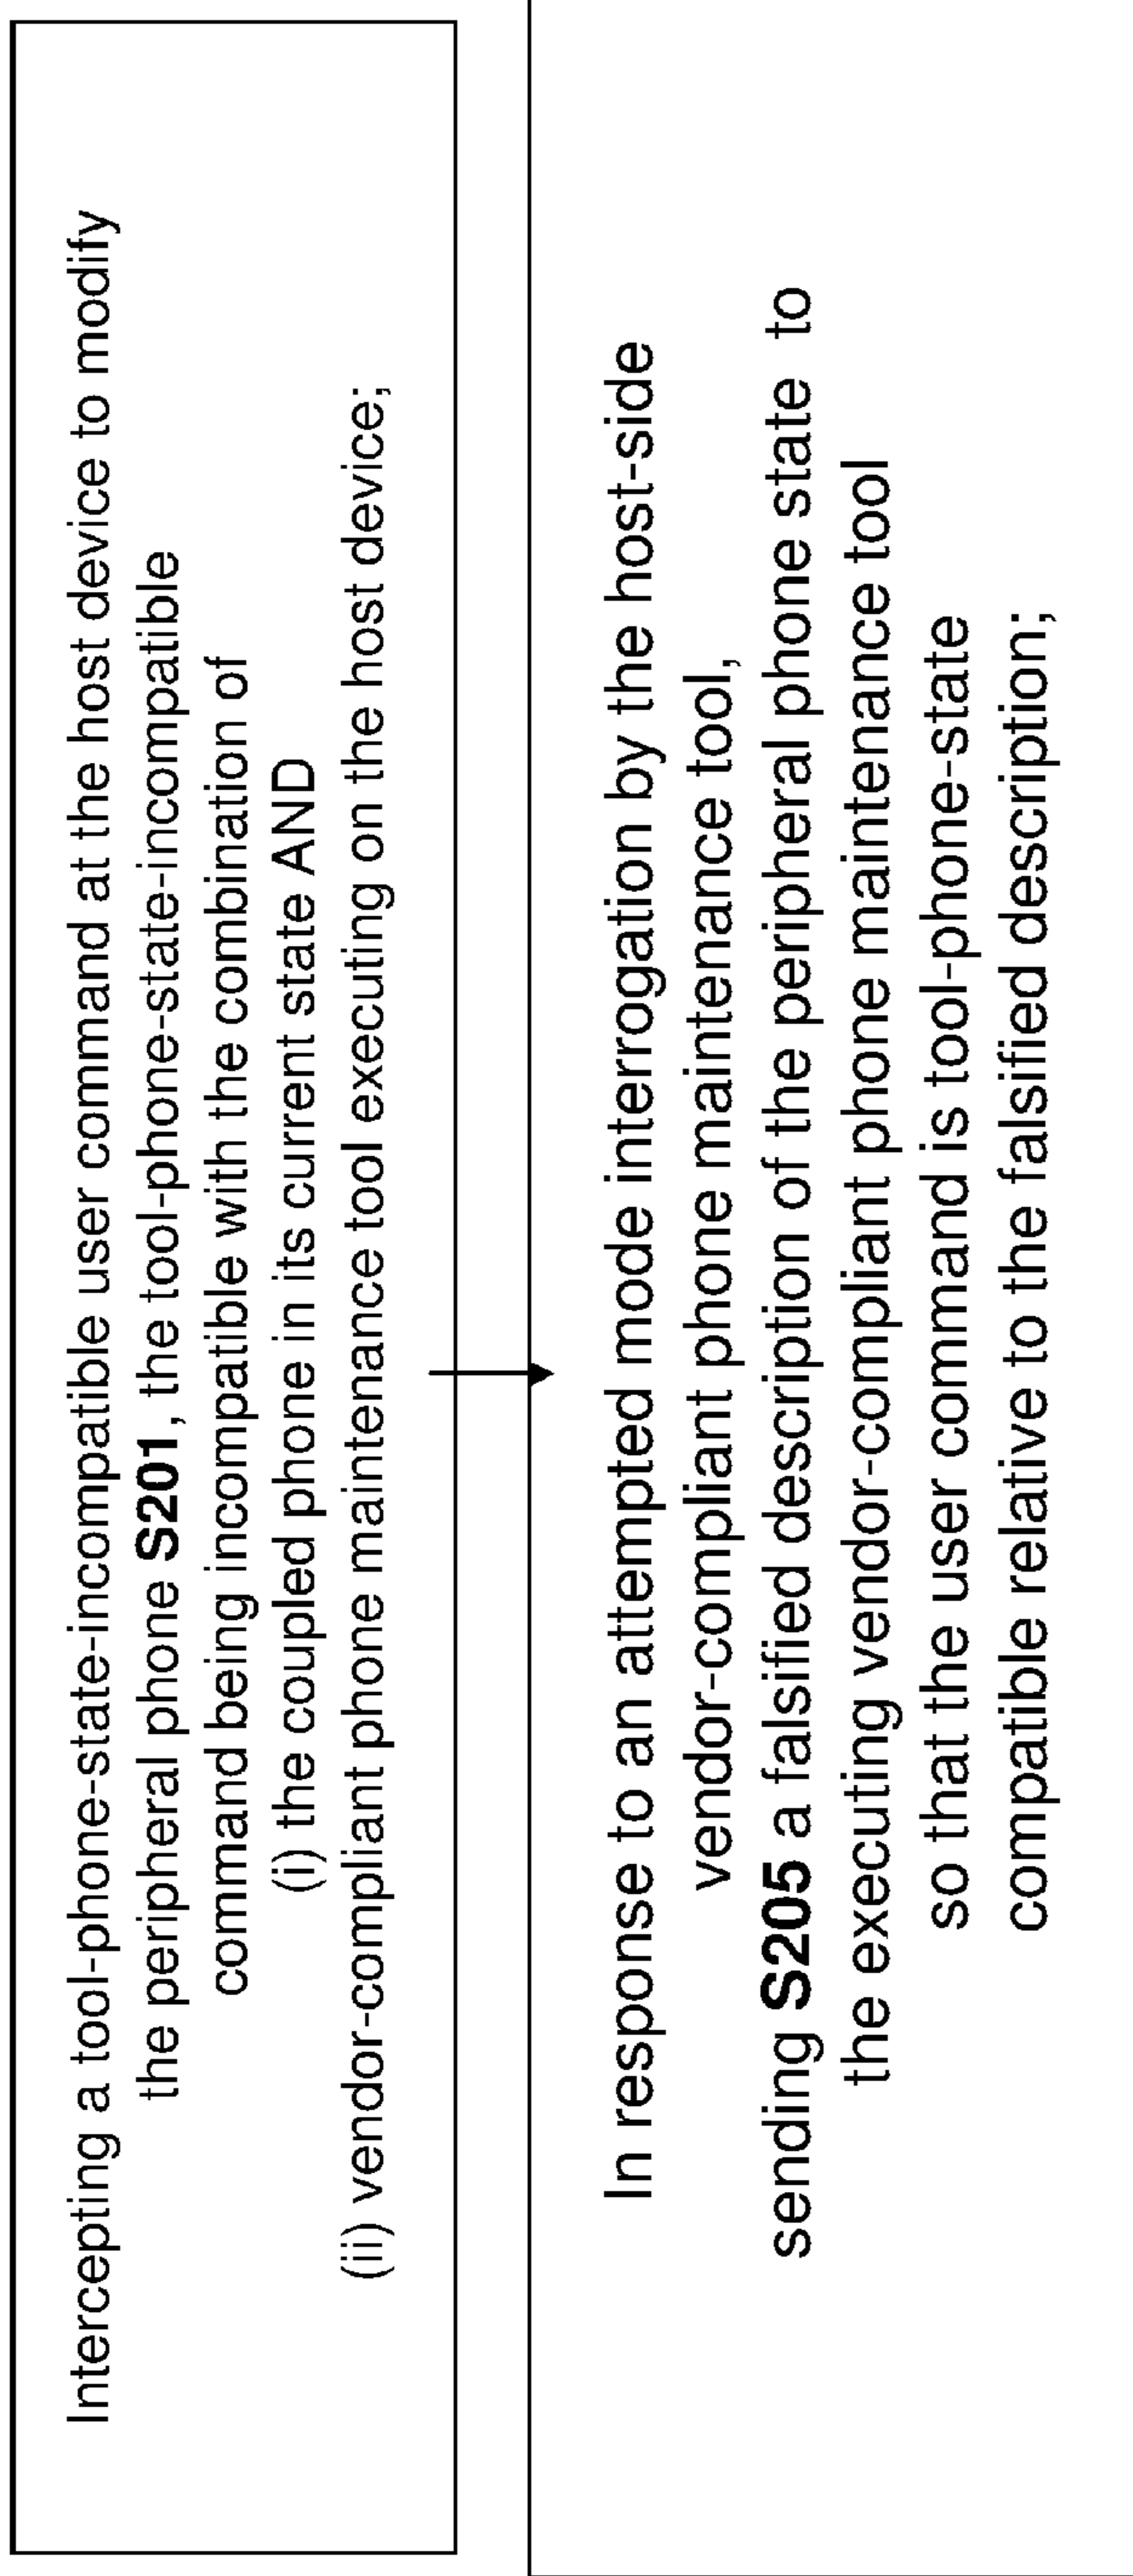 Intercepting a tool-phone-state-incompatible user command at the host device to modify
the peripheral phone S201, the tool-phone-state-incompatible
command being incompatible with the combination of
(i) the coupled phone in its current state AND
(ii) vendor-compliant phone maintenance tool executing on the host device;
In response to an attempted mode interrogation by the host-side
vendor-compliant phone maintenance tool,
sending S205 a falsified description of the peripheral phone state to
the executing vendor-compliant phone maintenance tool
so that the user command is tool-phone-state
compatible relative to the falsified description;